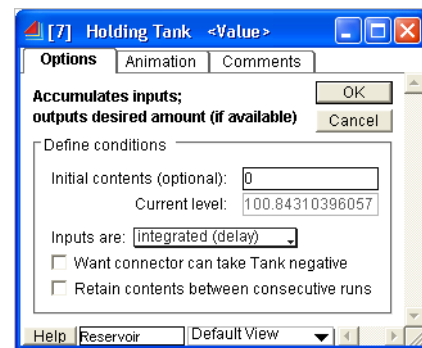 [7] Holding Tank <Value>
Options Animation Comments
Accumulates inputs;
outputs desired amount (if available)
OK
Cancel
Define conditions
Initial contents (optional): 0
Current level: 100.84310396057
Inputs are: integrated (delay)
Want connector can take Tank negative
Retain contents between consecutive runs
Help Reservoir Default View